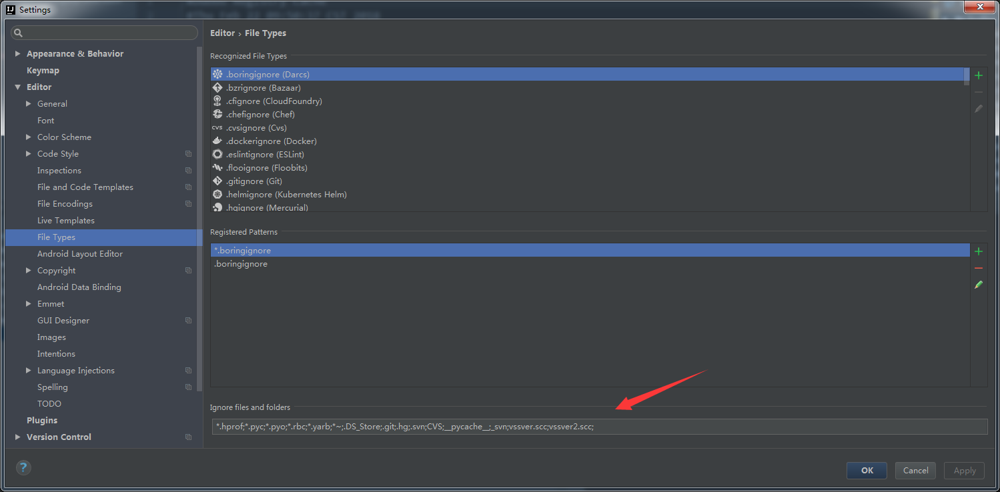 IJ Settings
Appearance & Behavior
Keymap
Editor
General
Font
Color Scheme
Code Style
Inspections
File and Code Templates
File Encodings
Live Templates
File Types
Android Layout Editor
Copyright
Android Data Binding
Emmet
GUI Designer
Images
Intentions
Language Injections
Spelling
TODO
Plugins
Version Control
?
Editor › File Types
Recognized File Types
.boringignore (Darcs)
.bzrignore (Bazaar)
.cfignore (CloudFoundry)
.chefignore (Chef)
cvs .cvsignore (Cvs)
.dockerignore (Docker)
.eslintignore (ESLint)
.flooignore (Floobits)
.gitignore (Git)
.helmignore (Kubernetes Helm)
.hgignore (Mercurial)
Registered Patterns
*.boringignore
.boringignore
Ignore files and folders
*.hprof;*.pyc;*.pyo;*.rbc;*.yarb;*~;.DS_Store;.git;.hg;.svn;CVS;__pycache__;_svn;vssver.scc;vssver2.scc;
OK
Cancel
Apply